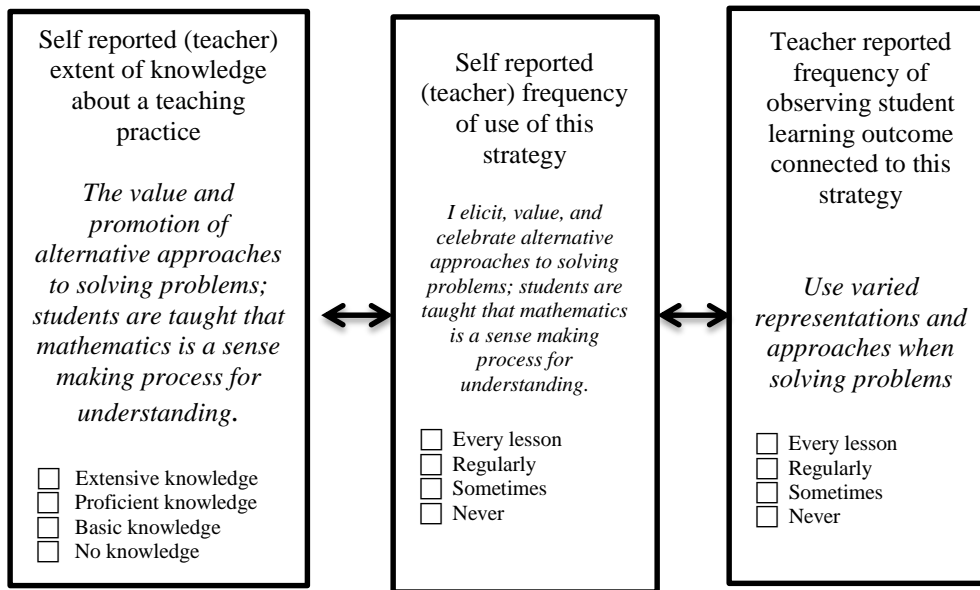 Self reported (teacher)
extent of knowledge
about a teaching
practice
The value and
promotion of
alternative approaches
to solving problems;
students are taught that
mathematics is a sense
making process for
understanding.
Extensive knowledge
Proficient knowledge
Basic knowledge
No knowledge
Self reported
(teacher) frequency
of use of this
strategy
I elicit, value, and
celebrate alternative
approaches to solving
problems; students are
taught that mathematics
is a sense making
process for
understanding.
Every lesson
Regularly
Sometimes
Never
Teacher reported
frequency of
observing student
learning outcome
connected to this
strategy
Use varied
representations and
approaches when
solving problems
Every lesson
Regularly
Sometimes
Never